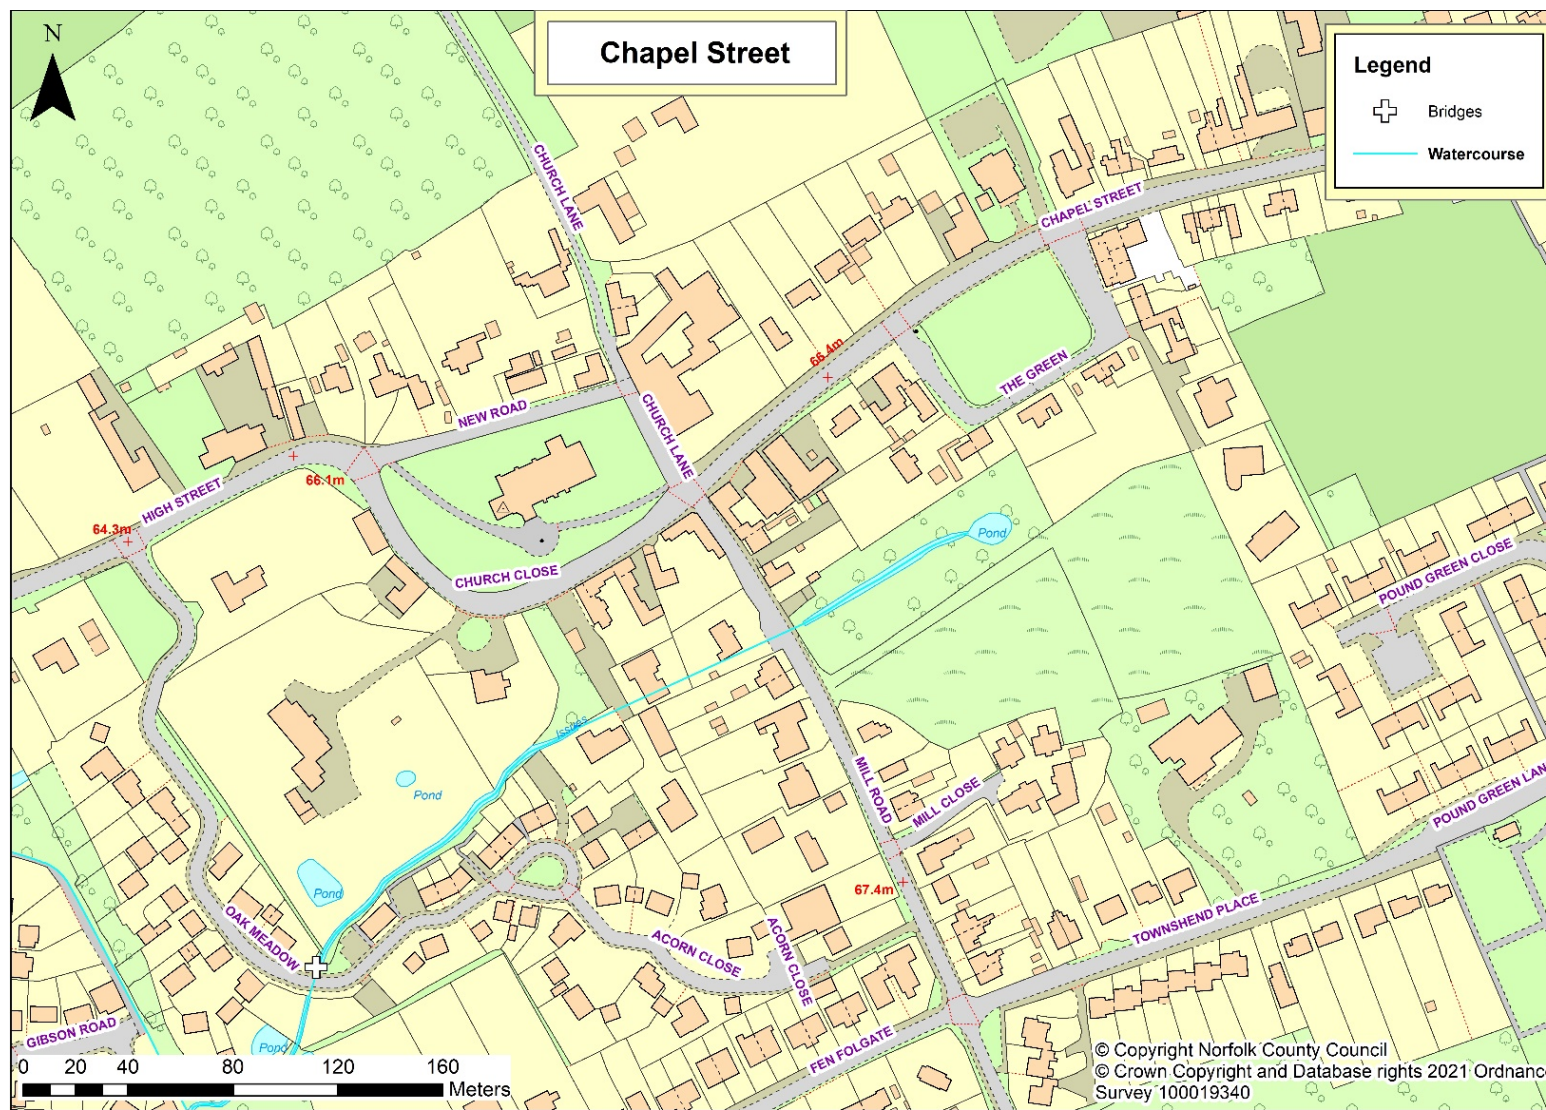 N
Chapel Street
Legend
Bridges
Watercourse
CHURCH LANE
CHAPEL STREET
66.4m
THE GREEN
NEW ROAD
CHURCH LANE
66.1m
HIGH STREET
64.3m
CHURCH CLOSE
Pond
POUND GREEN CLOSE
Issues
Pond
MILL ROAD
MILL CLOSE
POUND GREEN LAN
Pond
67.4m
OAK MEADOW
ACORN CLOSE
ACORN CLOSE
TOWNSHEND PLACE
GIBSON ROAD
Pond
FEN FOLGATE
0 20 40 80 120 160
Meters
© Copyright Norfolk County Council
© Crown Copyright and Database rights 2021 Ordnance
Survey 100019340